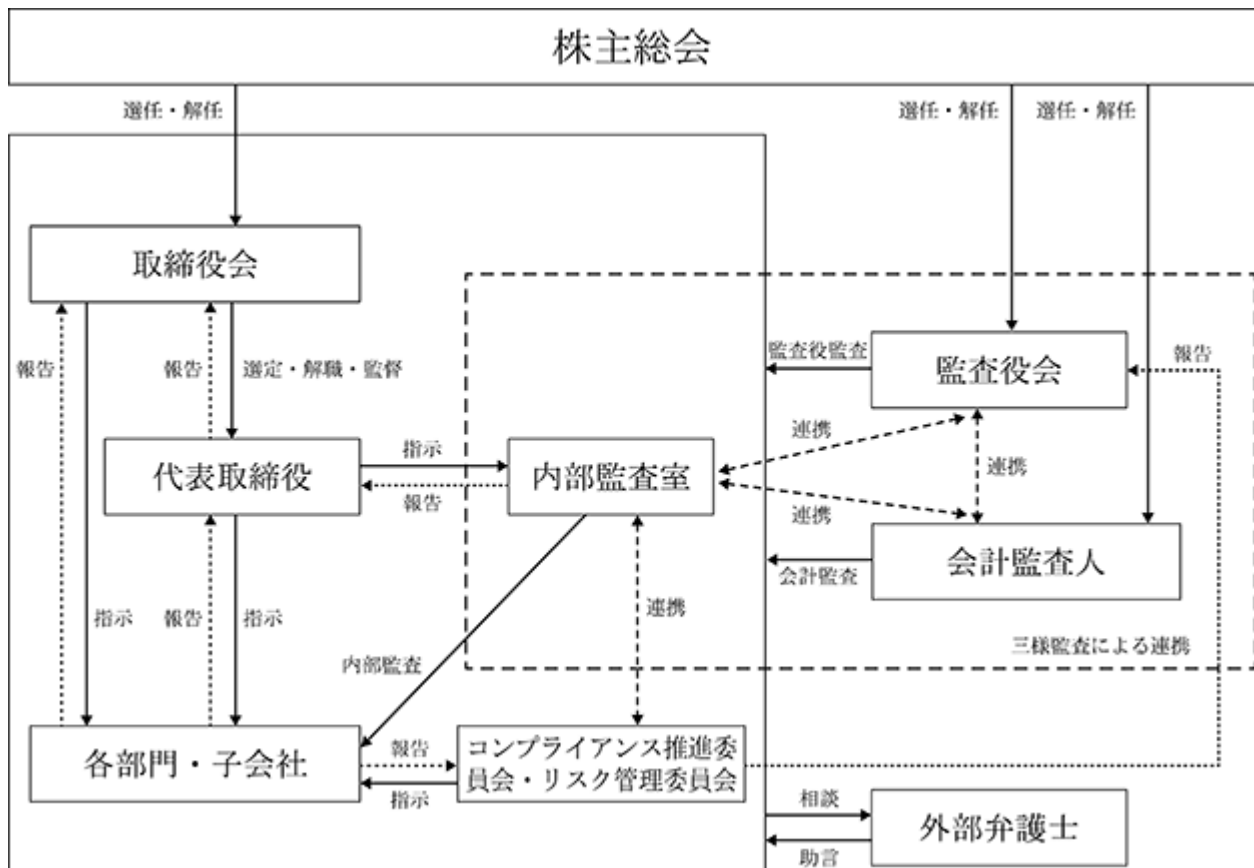 株主総会
選任・解任
選任・解任
選任・解任
取締役会
報告
報告
選定・解職・監督
監査役監査
監査役会
報告
連携
連携
代表取締役
指示
報告
内部監査室
連携
会計監査人
会計監査
指示
報告
指示
連携
三様監査による連携
内部監査
各部門・子会社
報告
指示
コンプライアンス推進委
員会・リスク管理委員会
相談
助言
外部弁護士